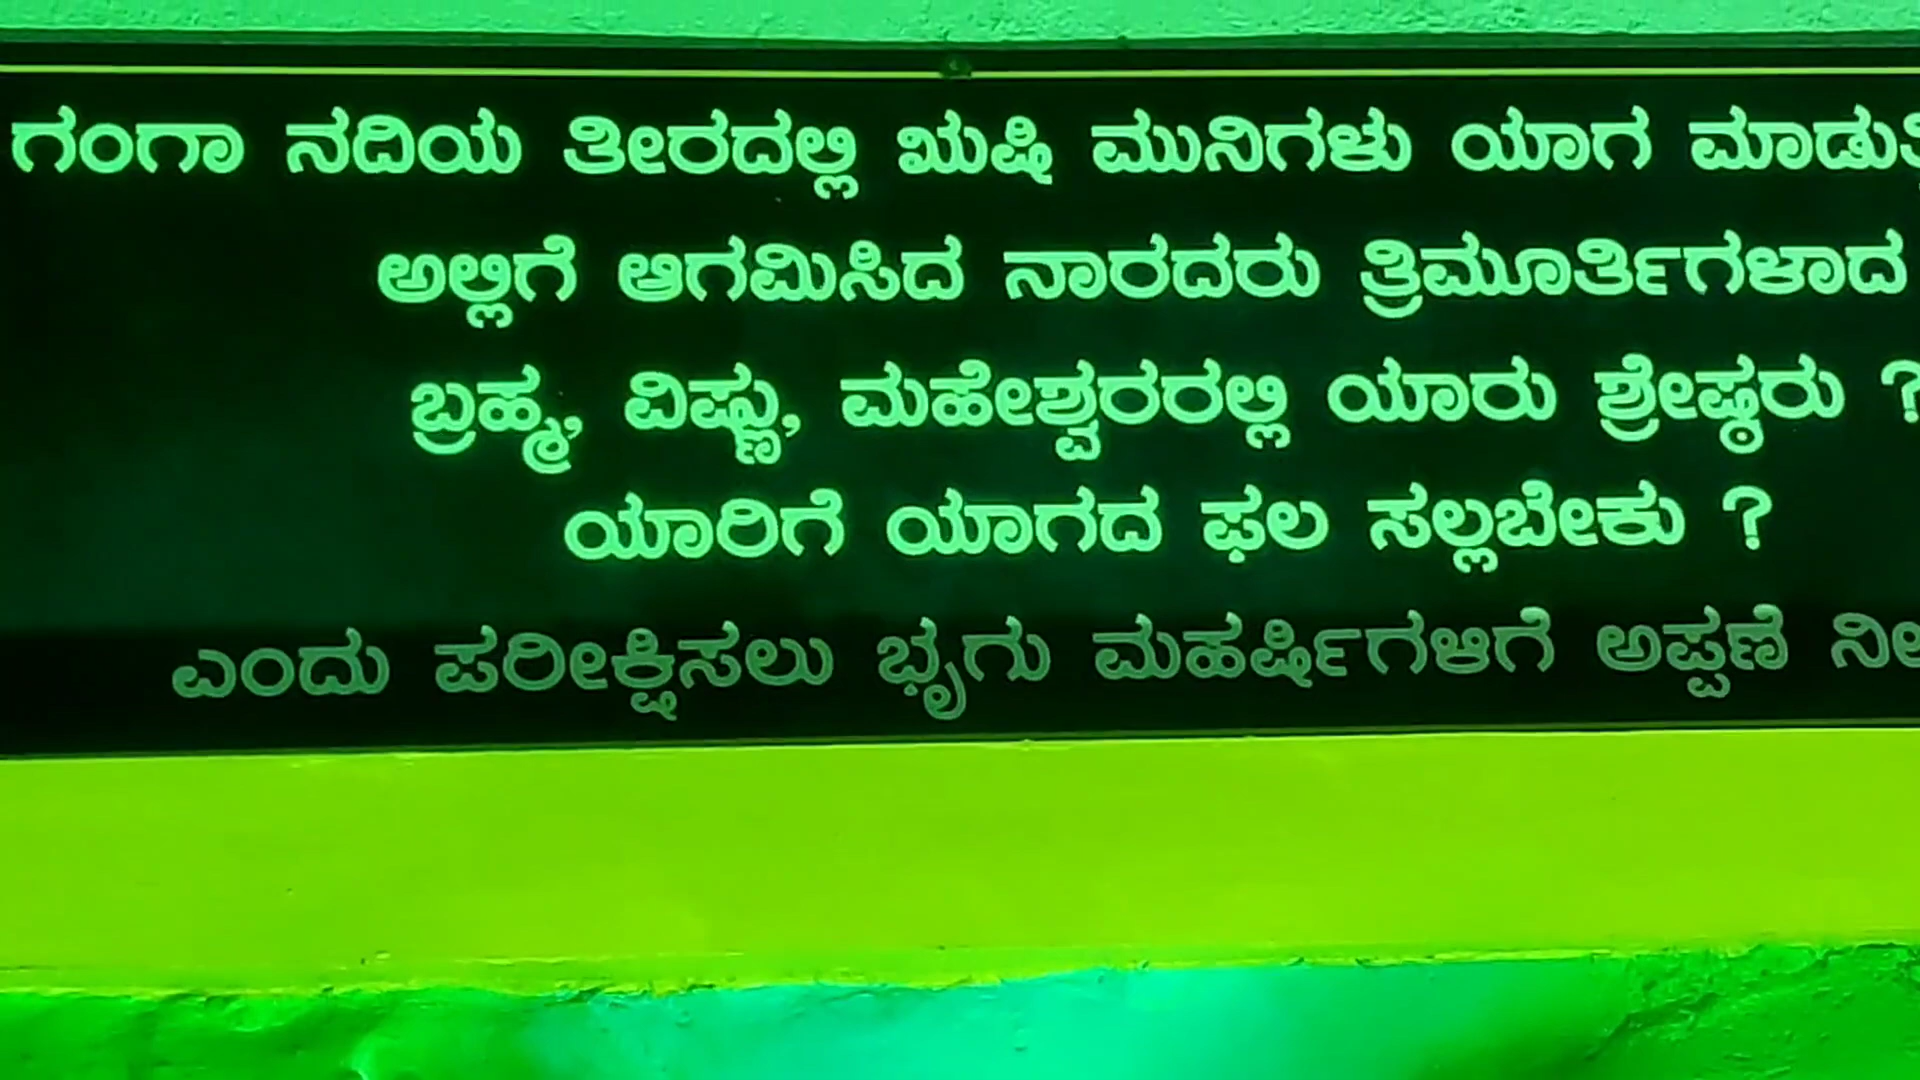 ಗಂಗಾ ನದಿಯ ತೀರದಲ್ಲಿ ಋಷಿ ಮುನಿಗಳು ಯಾಗ
ಅಲ್ಲಿಗೆ ಆಗಮಿಸಿದ ನಾರದರು ತ್ರಿಮೂರ್ತಿಗಳಾದ
ಬ್ರಹ್ಮ, ವಿಷ್ಣು, ಮಹೇಶ್ವರರಲ್ಲಿ ಯಾರು ಶ್ರೇಷ್ಠರು ?
ಯಾರಿಗೆ ಯಾಗದ ಫಲ ಸಲ್ಲಬೇಕು ?
ಎಂದು ಪರೀಕ್ಷಿಸಲು ಭೃಗು ಮಹರ್ಷಿಗಳಿಗೆ ಅಪ್ಪಣೆ